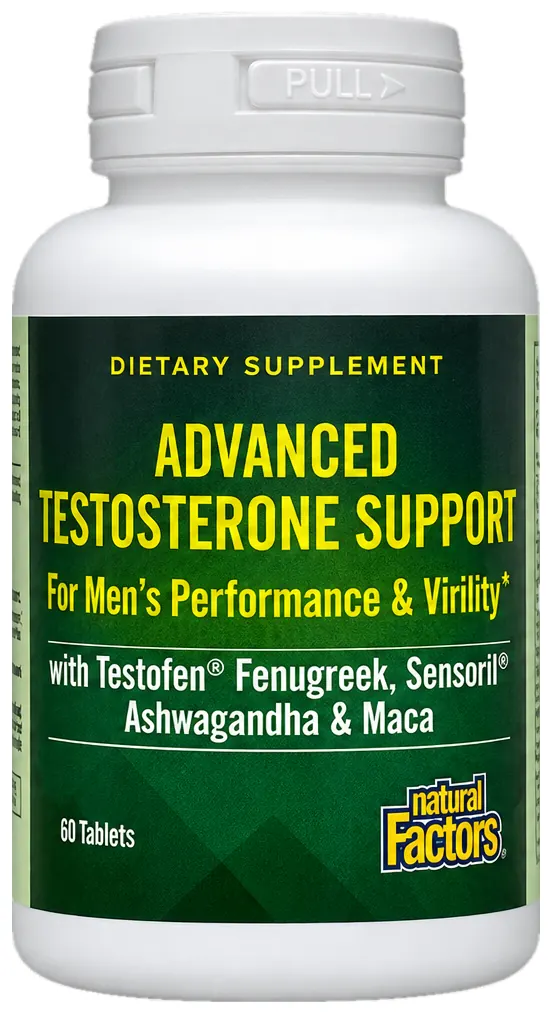 PULL >
DIETARY SUPPLEMENT
ADVANCED
TESTOSTERONE SUPPORT
For Men's Performance & Virility*
with Testofen® Fenugreek, Sensoril®
Ashwagandha & Maca
60 Tablets
natural
Factors®